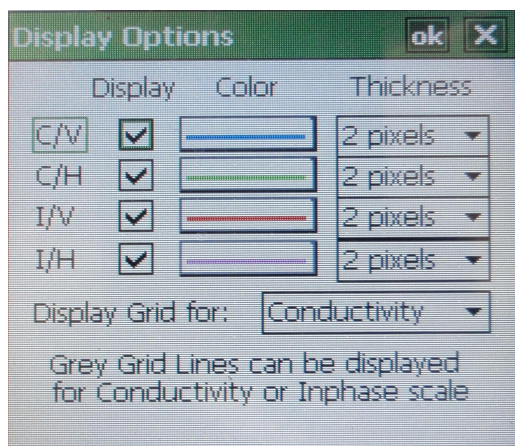 Display Options ok X
Display Color Thickness
C/V 2 pixels
C/H 2 pixels
I/V 2 pixels
I/H 2 pixels
Display Grid for: Conductivity
Grey Grid Lines can be displayed
for Conductivity or Inphase scale